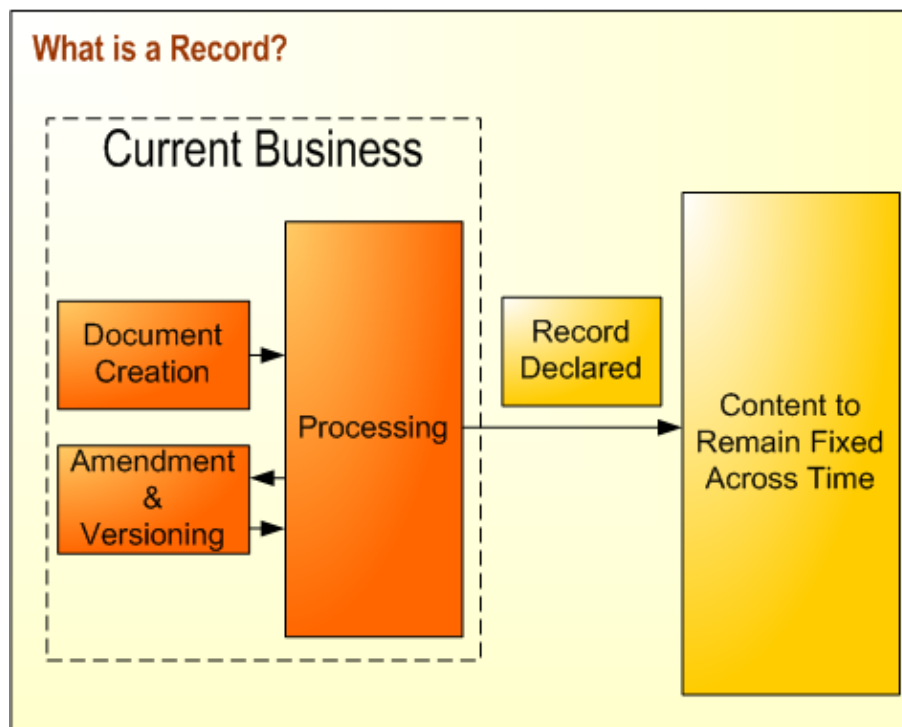 What is a Record?
Current Business
Document
Creation
Amendment
&
Versioning
Processing
Record
Declared
Content to
Remain Fixed
Across Time